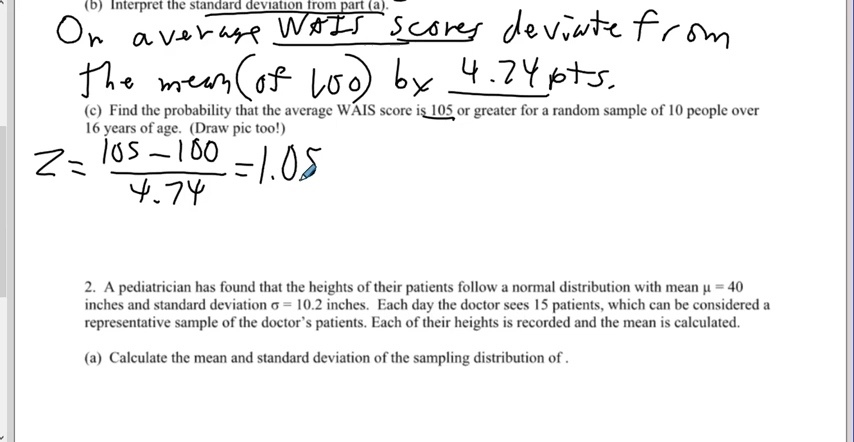 (b) Interpret the standard deviation from part (a).
On average WAIS scores deviate from
the mean (of 100) by 4.74 pts.
(c) Find the probability that the average WAIS score is 105 or greater for a random sample of 10 people over
16 years of age. (Draw pic too!)
Z = 105 - 100 / 4.74 = 1.05
2. A pediatrician has found that the heights of their patients follow a normal distribution with mean μ = 40
inches and standard deviation σ = 10.2 inches. Each day the doctor sees 15 patients, which can be considered a
representative sample of the doctor's patients. Each of their heights is recorded and the mean is calculated.
(a) Calculate the mean and standard deviation of the sampling distribution of .